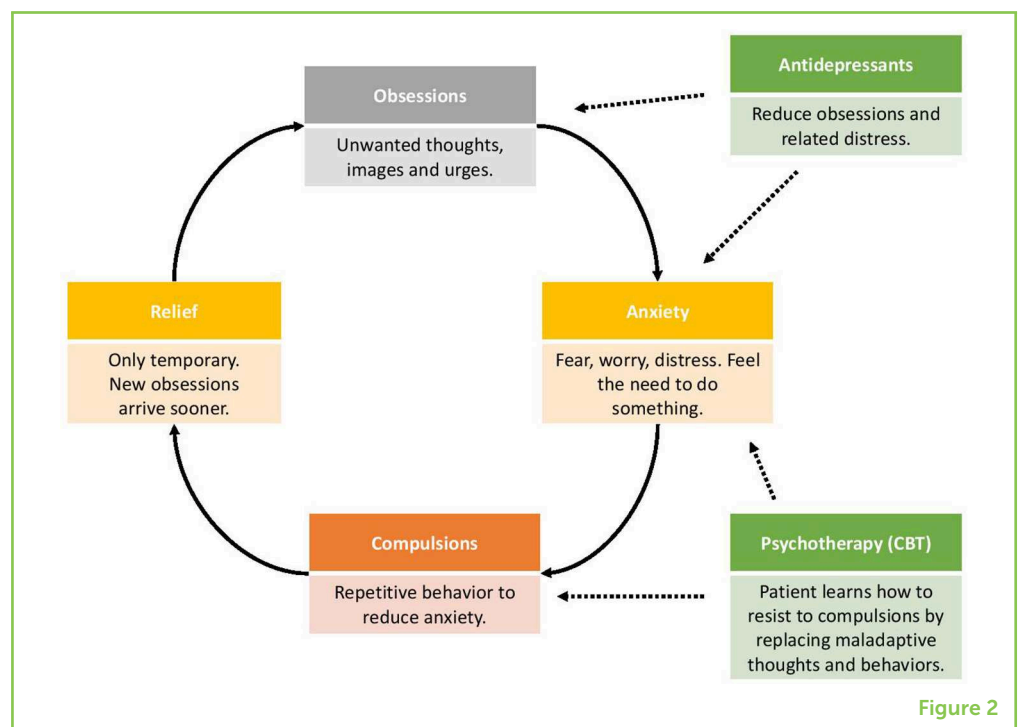 Obsessions
Unwanted thoughts,
images and urges.
Antidepressants
Reduce obsessions and
related distress.
Relief
Only temporary.
New obsessions
arrive sooner.
Anxiety
Fear, worry, distress. Feel
the need to do
something.
Compulsions
Repetitive behavior to
reduce anxiety.
Psychotherapy (CBT)
Patient learns how to
resist to compulsions by
replacing maladaptive
thoughts and behaviors.
Figure 2